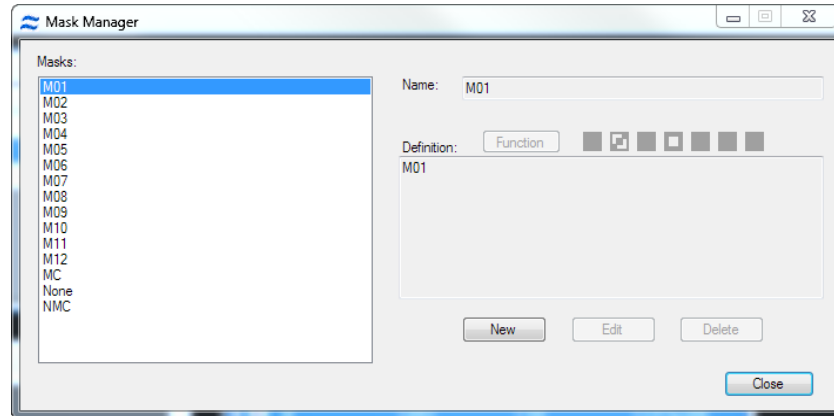 Mask Manager
Masks:
M01
M02
M03
M04
M05
M06
M07
M08
M09
M10
M11
M12
MC
None
NMC
Name: M01
Definition: Function
M01
New Edit Delete
Close